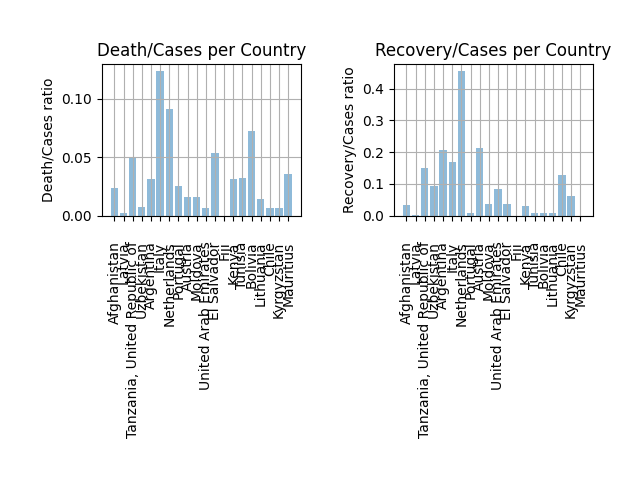 Death/Cases per Country
Death/Cases ratio
0.10
0.05
0.00
Afghanistan
Latvia
Tanzania, United Republic of
Uzbekistan
Argentina
Italy
Netherlands
Portugal
Austria
Moldova
United Arab Emirates
El Salvador
Fiji
Kenya
Tunisia
Bolivia
Lithuania
Chile
Kyrgyzstan
Mauritius
Recovery/Cases per Country
Recovery/Cases ratio
0.4
0.3
0.2
0.1
0.0
Afghanistan
Latvia
Tanzania, United Republic of
Uzbekistan
Argentina
Italy
Netherlands
Portugal
Austria
Moldova
United Arab Emirates
El Salvador
Fiji
Kenya
Tunisia
Bolivia
Lithuania
Chile
Kyrgyzstan
Mauritius